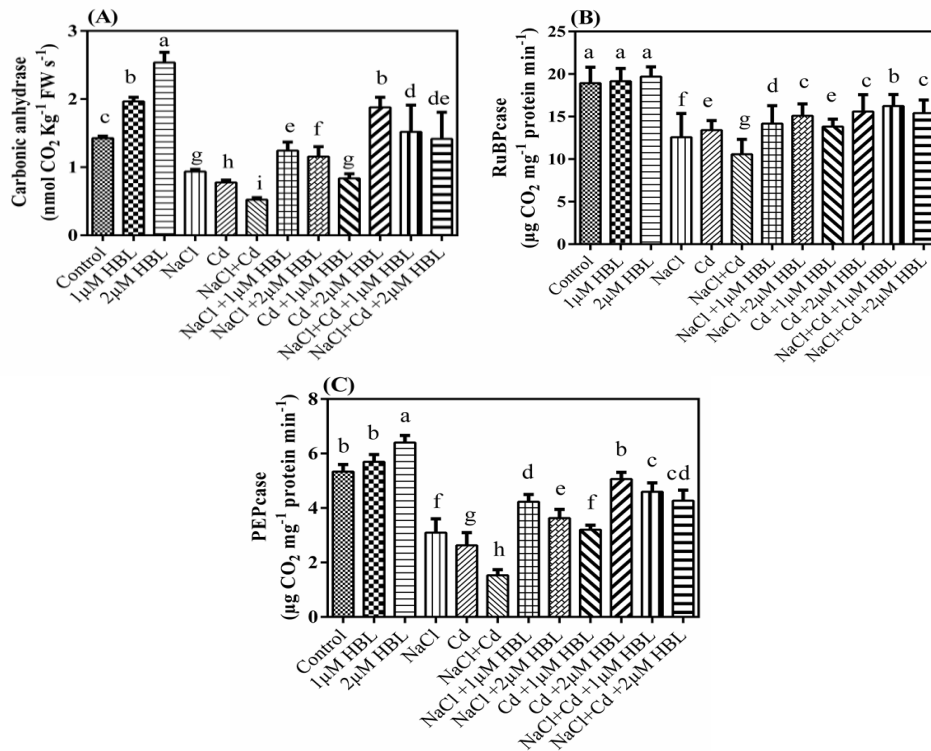 (A)
Carbonic anhydrase
(nmol CO2 Kg-1 FW s-1)
3
2
1
0
c
b
a
g
h
i
e
f
g
b
d
de
Control
1μM HBL
2μM HBL
NaCl
Cd
NaCl+Cd
NaCl +1μM HBL
NaCl +2μM HBL
Cd +1μM HBL
Cd +2μM HBL
NaCl+Cd +1μM HBL
NaCl+Cd +2μM HBL
(B)
RuBPcase
(μg CO2 mg-1 protein min-1)
25
20
15
10
5
0
a
a
a
f
e
g
d
c
e
c
b
c
Control
1μM HBL
2μM HBL
NaCl
Cd
NaCl+Cd
NaCl +1μM HBL
NaCl +2μM HBL
Cd +1μM HBL
Cd +2μM HBL
NaCl+Cd +1μM HBL
NaCl+Cd +2μM HBL
(C)
PEPcase
(μg CO2 mg-1 protein min-1)
8
6
4
2
0
b
b
a
f
g
h
d
e
f
b
c
cd
Control
1μM HBL
2μM HBL
NaCl
Cd
NaCl+Cd
NaCl +1μM HBL
NaCl +2μM HBL
Cd +1μM HBL
Cd +2μM HBL
NaCl+Cd +1μM HBL
NaCl+Cd +2μM HBL